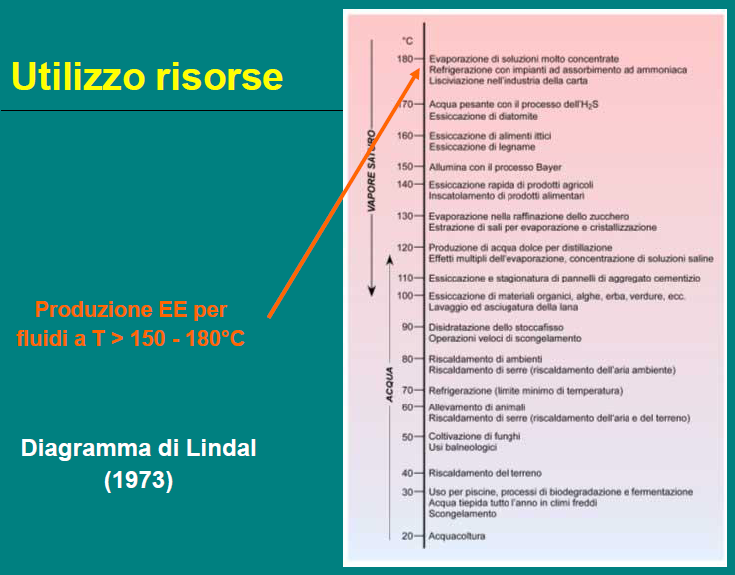 Utilizzo risorse
Produzione EE per
fluidi a T > 150 - 180°C
Diagramma di Lindal
(1973)
VAPORE SATURO
ACQUA
°C
180 Evaporazione di soluzioni molto concentrate
Refrigerazione con impianti ad assorbimento ad ammoniaca
Lisciviazione nell'industria della carta
170 Acqua pesante con il processo dell'H₂S
Essiccazione di diatomite
160 Essiccazione di alimenti ittici
Essiccazione di legname
150 Allumina con il processo Bayer
140 Essiccazione rapida di prodotti agricoli
Inscatolamento di prodotti alimentari
130 Evaporazione nella raffinazione dello zucchero
Estrazione di sali per evaporazione e cristallizzazione
120 Produzione di acqua dolce per distillazione
Effetti multipli dell'evaporazione, concentrazione di soluzioni saline
110 Essiccazione e stagionatura di pannelli di aggregato cementizio
100 Essiccazione di materiali organici, alghe, erba, verdure, ecc.
Lavaggio ed asciugatura della lana
90 Disidratazione dello stoccafisso
Operazioni veloci di scongelamento
80 Riscaldamento di ambienti
Riscaldamento di serre (riscaldamento dell'aria ambiente)
70 Refrigerazione (limite minimo di temperatura)
60 Allevamento di animali
Riscaldamento di serre (riscaldamento dell'aria e del terreno)
50 Coltivazione di funghi
Usi balneologici
40 Riscaldamento del terreno
30 Uso per piscine, processi di biodegradazione e fermentazione
Acqua tiepida tutto l'anno in climi freddi
Scongelamento
20 Acquacoltura